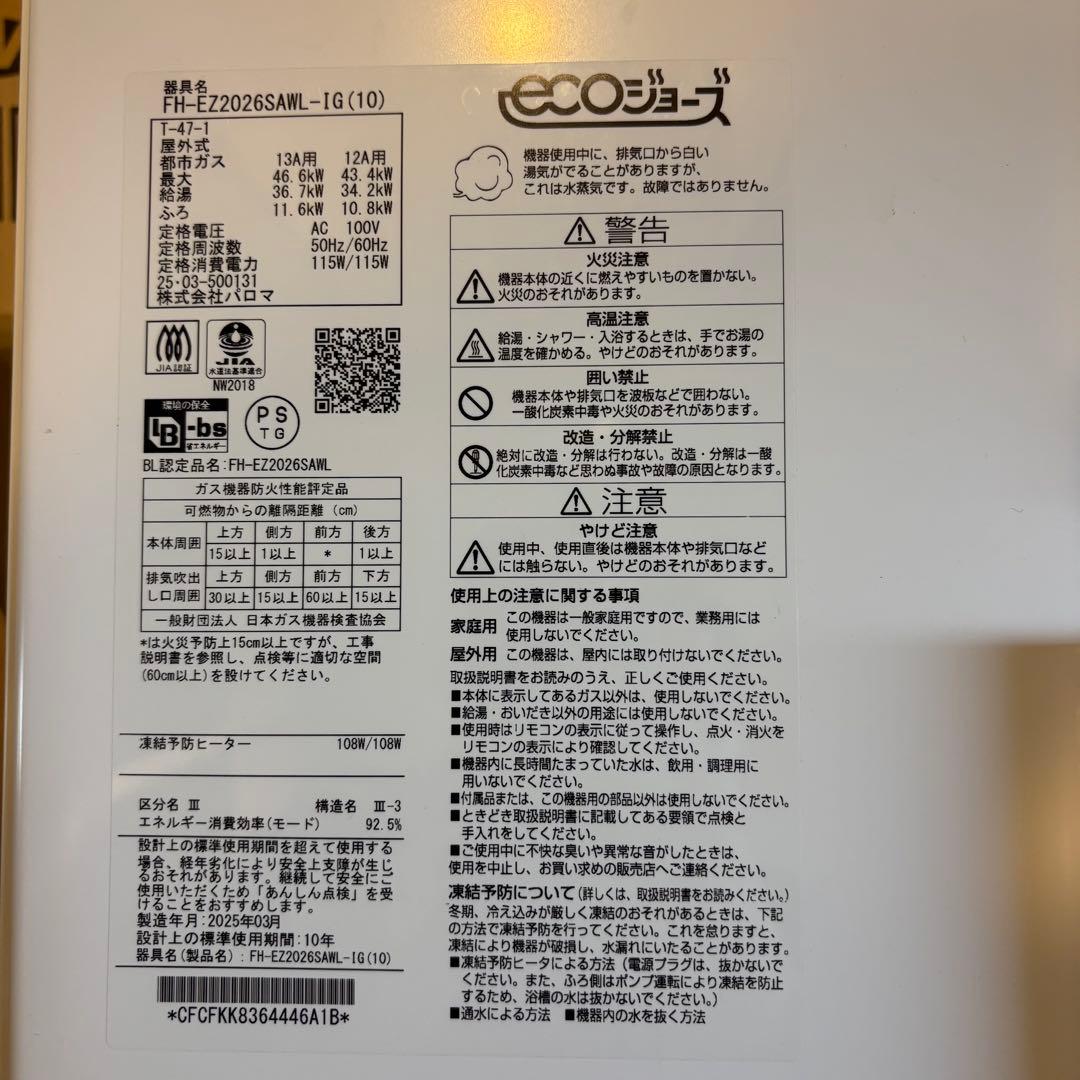 器具名
FH-EZ2026SAWL-IG(10)
T-47-1
屋外式
都市ガス 13A用 12A用
最大 46.6kW 43.4kW
給湯 36.7kW 34.2kW
ふろ 11.6kW 10.8kW
定格電圧 AC 100V
定格周波数 50Hz/60Hz
定格消費電力 115W/115W
25・03-500131
株式会社パロマ
JIA認証
JIA
水道法基準適合
NW2018
環境の保全
BL-bs
省エネルギー
PS
TG
BL認定品名:FH-EZ2026SAWL
ガス機器防火性能評定品
可燃物からの離隔距離 (cm)
本体周囲 上方 側方 前方 後方
15以上 1以上 * 1以上
排気吹出し口周囲 上方 側方 前方 下方
30以上 15以上 60以上 15以上
一般財団法人 日本ガス機器検査協会
*は火災予防上15cm以上ですが、工事
説明書を参照し、点検等に適切な空間
(60cm以上)を設けてください。
凍結予防ヒーター 108W/108W
区分名 Ⅲ 構造名 Ⅲ-3
エネルギー消費効率(モード) 92.5%
設計上の標準使用期間を超えて使用する
場合、経年劣化により安全上支障が生じ
るおそれがあります。継続して安全にご
使用いただくため「あんしん点検」を受
けることをおすすめします。
製造年月:2025年03月
設計上の標準使用期間:10年
器具名(製品名):FH-EZ2026SAWL-IG(10)
*CFCFKK8364446A1B*
ecoジョーズ
機器使用中に、排気口から白い
湯気がでることがありますが、
これは水蒸気です。故障ではありません。
警告
火災注意
機器本体の近くに燃えやすいものを置かない。
火災のおそれがあります。
高温注意
給湯・シャワー・入浴するときは、手でお湯の
温度を確かめる。やけどのおそれがあります。
囲い禁止
機器本体や排気口を波板などで囲わない。
一酸化炭素中毒や火災のおそれがあります。
改造・分解禁止
絶対に改造・分解は行わない。改造・分解は一酸
化炭素中毒など思わぬ事故や故障の原因となります。
注意
やけど注意
使用中、使用直後は機器本体や排気口など
には触らない。やけどのおそれがあります。
使用上の注意に関する事項
家庭用 この機器は一般家庭用ですので、業務用には
使用しないでください。
屋外用 この機器は、屋内には取り付けないでください。
取扱説明書をお読みのうえ、正しくご使用ください。
■本体に表示してあるガス以外は、使用しないでください。
■給湯・おいだき以外の用途には使用しないでください。
■使用時はリモコンの表示に従って操作し、点火・消火を
リモコンの表示により確認してください。
■機器内に長時間たまっていた水は、飲用・調理用に
用いないでください。
■付属品または、この機器用の部品以外は使用しないでください。
■ときどき取扱説明書に記載してある要領で点検と
手入れをしてください。
■ご使用中に不快な臭いや異常な音がしたときは、
使用を中止し、お買い求めの販売店へご連絡ください。
凍結予防について(詳しくは、取扱説明書をお読みください。)
冬期、冷え込みが厳しく凍結のおそれがあるときは、下記
の方法で凍結予防を行ってください。これを怠りますと、
凍結により機器が破損し、水漏れにいたることがあります。
■凍結予防ヒータによる方法(電源プラグは、抜かないで
ください。また、ふろ側はポンプ運転により凍結を防止
するため、浴槽の水は抜かないでください。)
■通水による方法 ■機器内の水を抜く方法